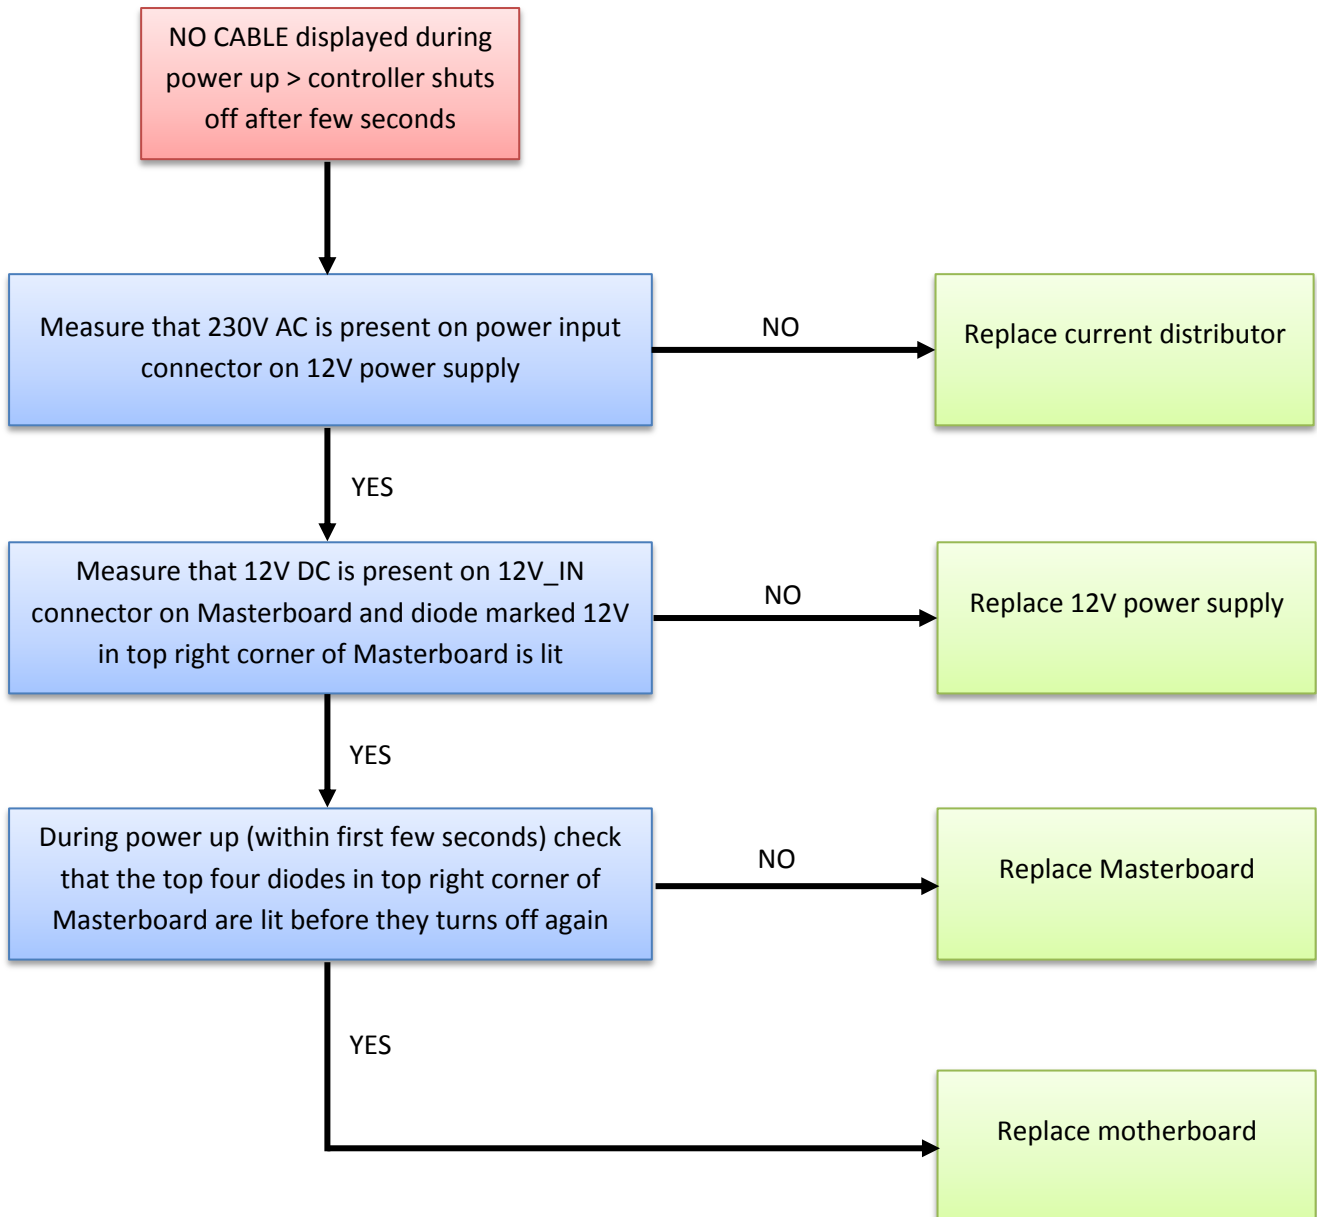 NO CABLE displayed during
power up > controller shuts
off after few seconds
Measure that 230V AC is present on power input
connector on 12V power supply
NO
Replace current distributor
YES
Measure that 12V DC is present on 12V_IN
connector on Masterboard and diode marked 12V
in top right corner of Masterboard is lit
NO
Replace 12V power supply
YES
During power up (within first few seconds) check
that the top four diodes in top right corner of
Masterboard are lit before they turns off again
NO
Replace Masterboard
YES
Replace motherboard